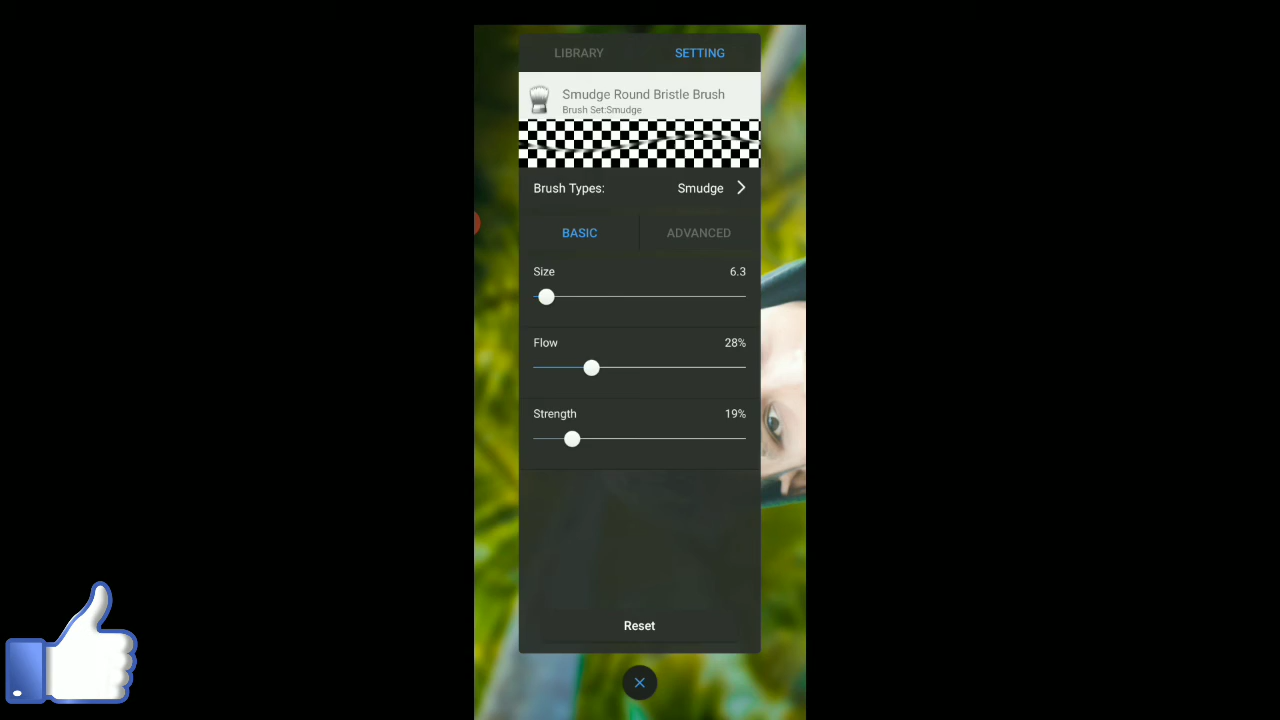 LIBRARY SETTING
Smudge Round Bristle Brush
Brush Set:Smudge
Brush Types: Smudge
BASIC ADVANCED
Size 6.3
Flow 28%
Strength 19%
Reset